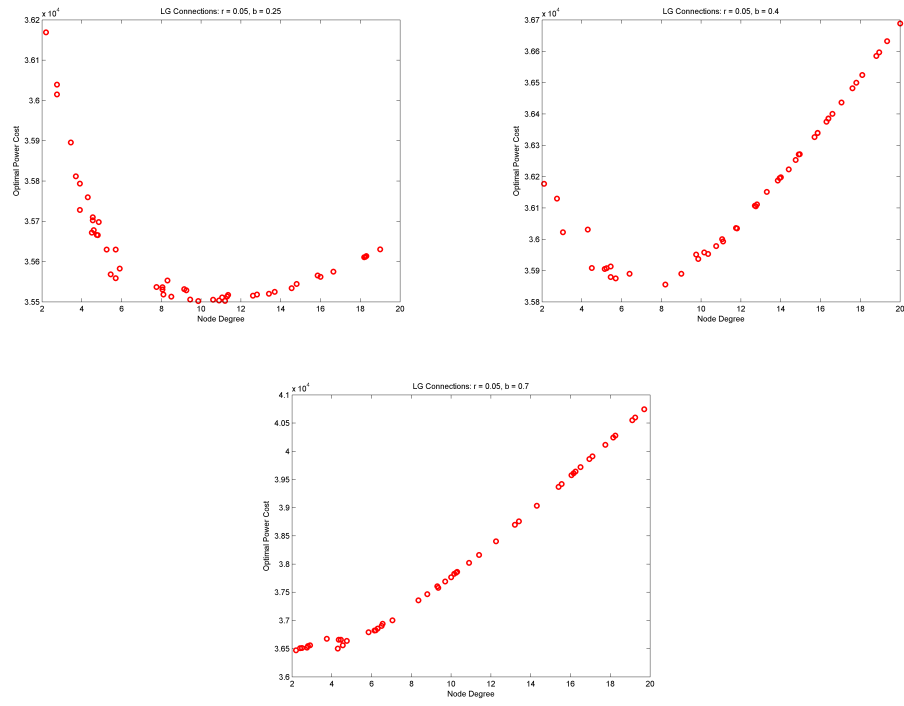 LG Connections: r = 0.05, b = 0.25
x 10^4
3.62
3.61
3.6
3.59
3.58
3.57
3.56
3.55
Optimal Power Cost
2 4 6 8 10 12 14 16 18 20
Node Degree
LG Connections: r = 0.05, b = 0.4
x 10^4
3.67
3.66
3.65
3.64
3.63
3.62
3.61
3.6
3.59
3.58
Optimal Power Cost
2 4 6 8 10 12 14 16 18 20
Node Degree
LG Connections: r = 0.05, b = 0.7
x 10^4
4.1
4.05
4
3.95
3.9
3.85
3.8
3.75
3.7
3.65
3.6
Optimal Power Cost
2 4 6 8 10 12 14 16 18 20
Node Degree